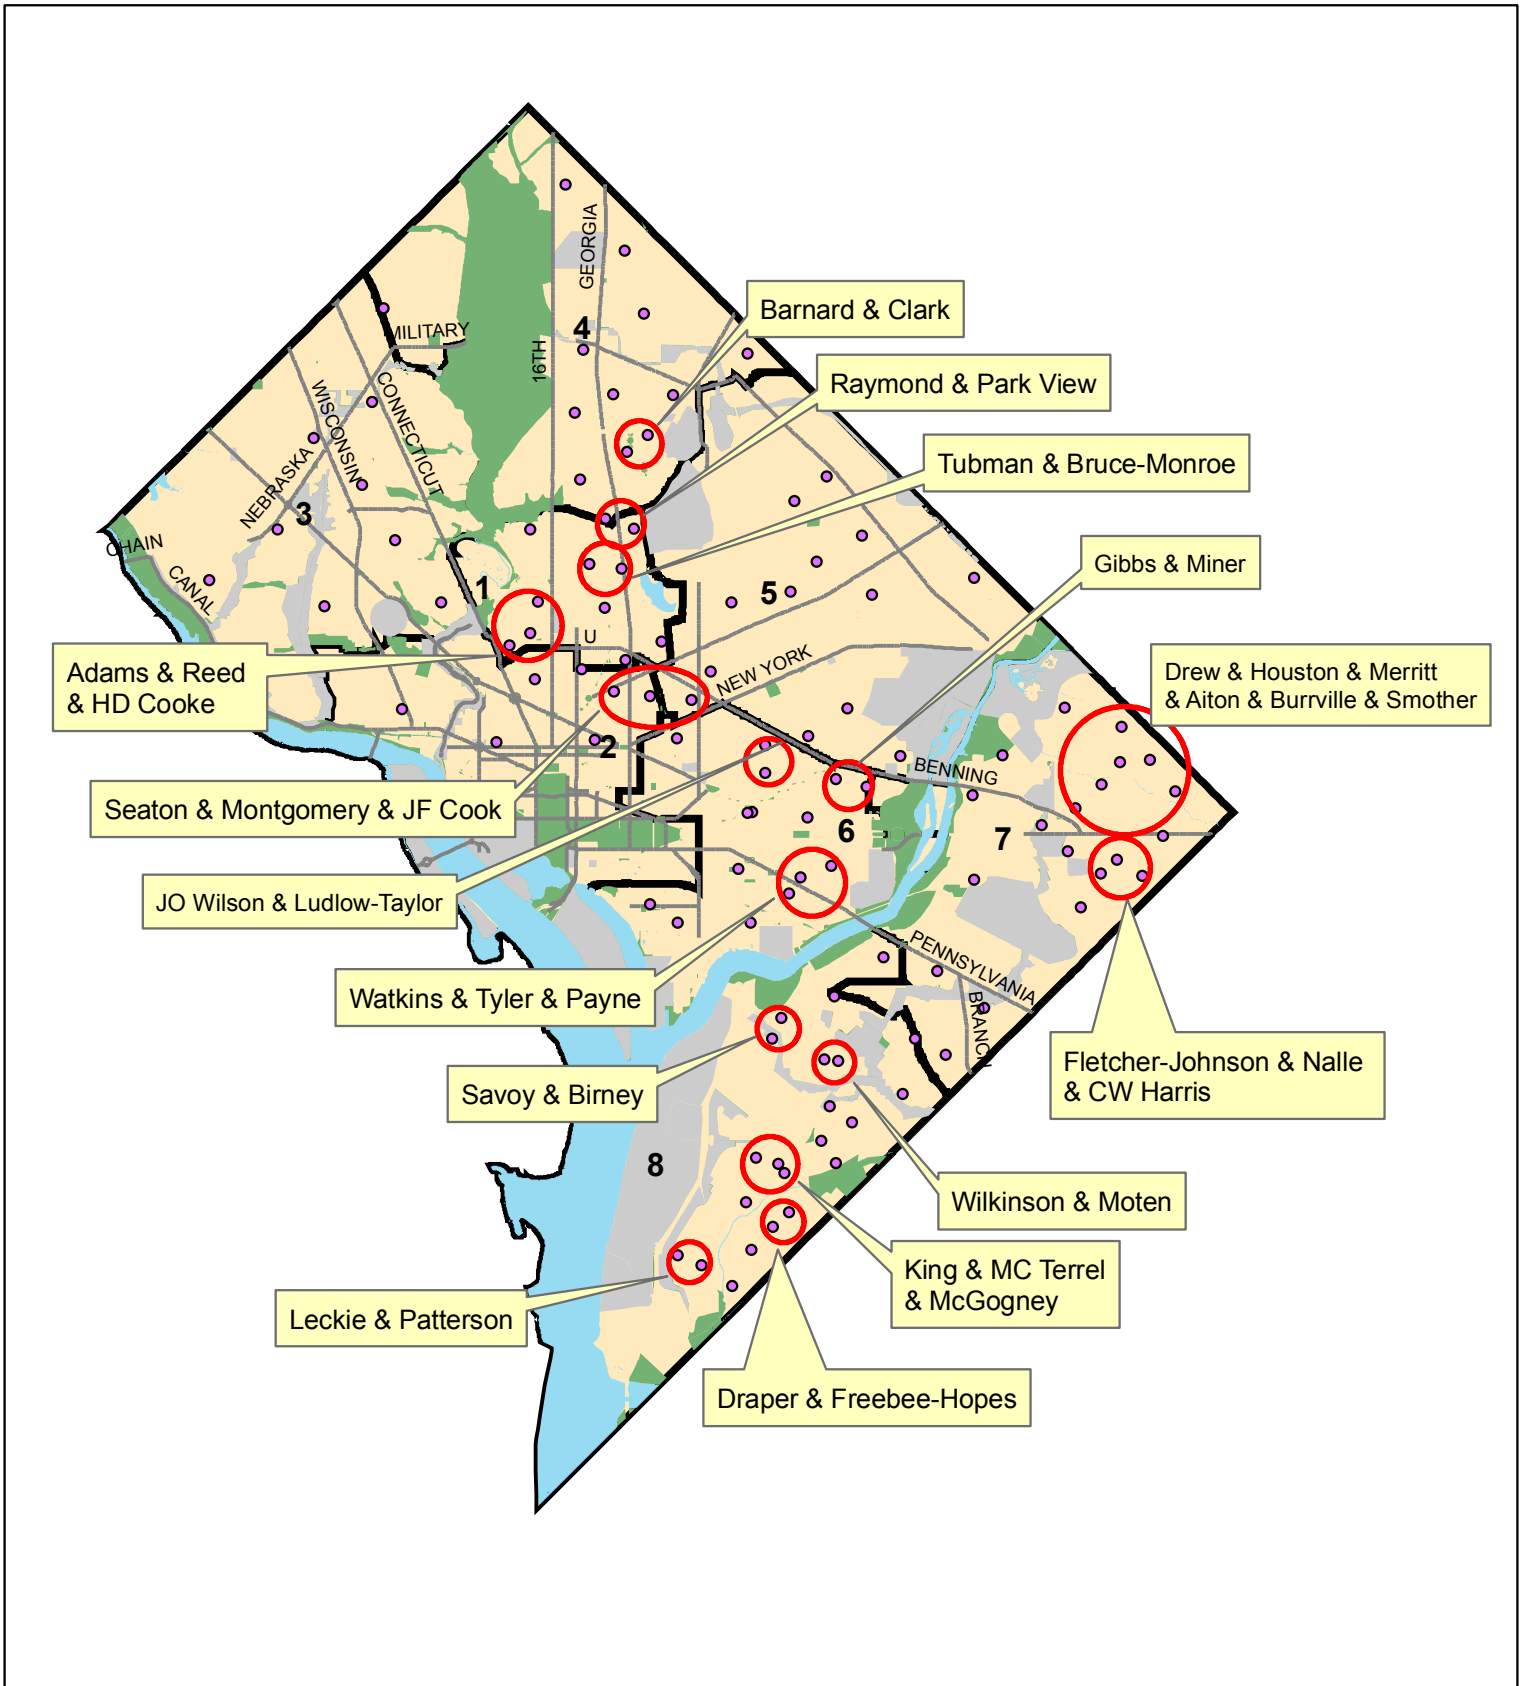 Barnard & Clark
GEORGIA
4
MILITARY
16TH
Raymond & Park View
CONNECTICUT
WISCONSIN
Tubman & Bruce-Monroe
NEBRASKA
3
CHAIN
CANAL
Gibbs & Miner
1
5
U
Adams & Reed
& HD Cooke
NEW YORK
Drew & Houston & Merritt
& Aiton & Burrville & Smother
2
BENNING
Seaton & Montgomery & JF Cook
6
7
JO Wilson & Ludlow-Taylor
PENNSYLVANIA
Watkins & Tyler & Payne
BRANCH
Fletcher-Johnson & Nalle
& CW Harris
Savoy & Birney
8
Wilkinson & Moten
King & MC Terrel
& McGogney
Leckie & Patterson
Draper & Freebee-Hopes